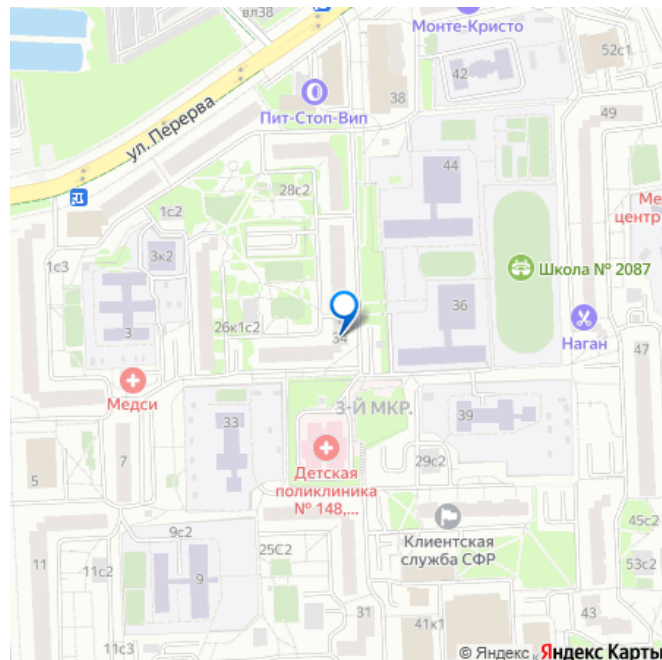 вл38
Монте-Кристо
52с1
42
38
Пит-Стоп-Вип
49
ул. Перерва
44
28с2
Ме
центр
1с2
1с3
3к2
Школа № 2087
36
26к1с2
3
34
Наган
47
Медси
3-Й МКР.
33
39
7
29с2
5
Детская
поликлиника
№ 148,...
9с2
45с2
25С2
Клиентская
служба СФР
11
11с2
9
53с2
31
43
41к1
11с3
© Яндекс
Яндекс Карты